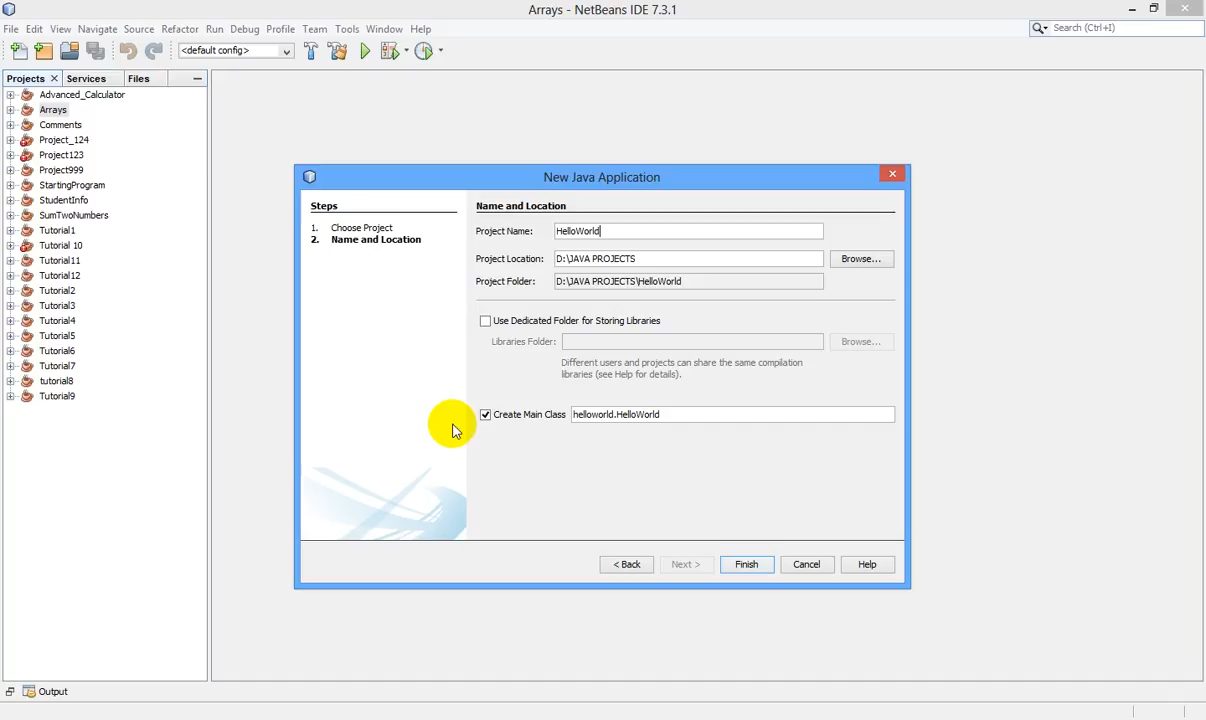 Arrays - NetBeans IDE 7.3.1
File Edit View Navigate Source Refactor Run Debug Profile Team Tools Window Help
Search (Ctrl+I)
<default config>
Projects Services Files
Advanced_Calculator
Arrays
Comments
Project_124
Project123
Project999
StartingProgram
StudentInfo
SumTwoNumbers
Tutorial1
Tutorial 10
Tutorial11
Tutorial12
Tutorial2
Tutorial3
Tutorial4
Tutorial5
Tutorial6
Tutorial7
tutorial8
Tutorial9
New Java Application
Steps
1. Choose Project
2. Name and Location
Name and Location
Project Name: HelloWorld
Project Location: D:\JAVA PROJECTS Browse...
Project Folder: D:\JAVA PROJECTS\HelloWorld
Use Dedicated Folder for Storing Libraries
Libraries Folder: Browse...
Different users and projects can share the same compilation
libraries (see Help for details).
Create Main Class helloworld.HelloWorld
< Back Next > Finish Cancel Help
Output